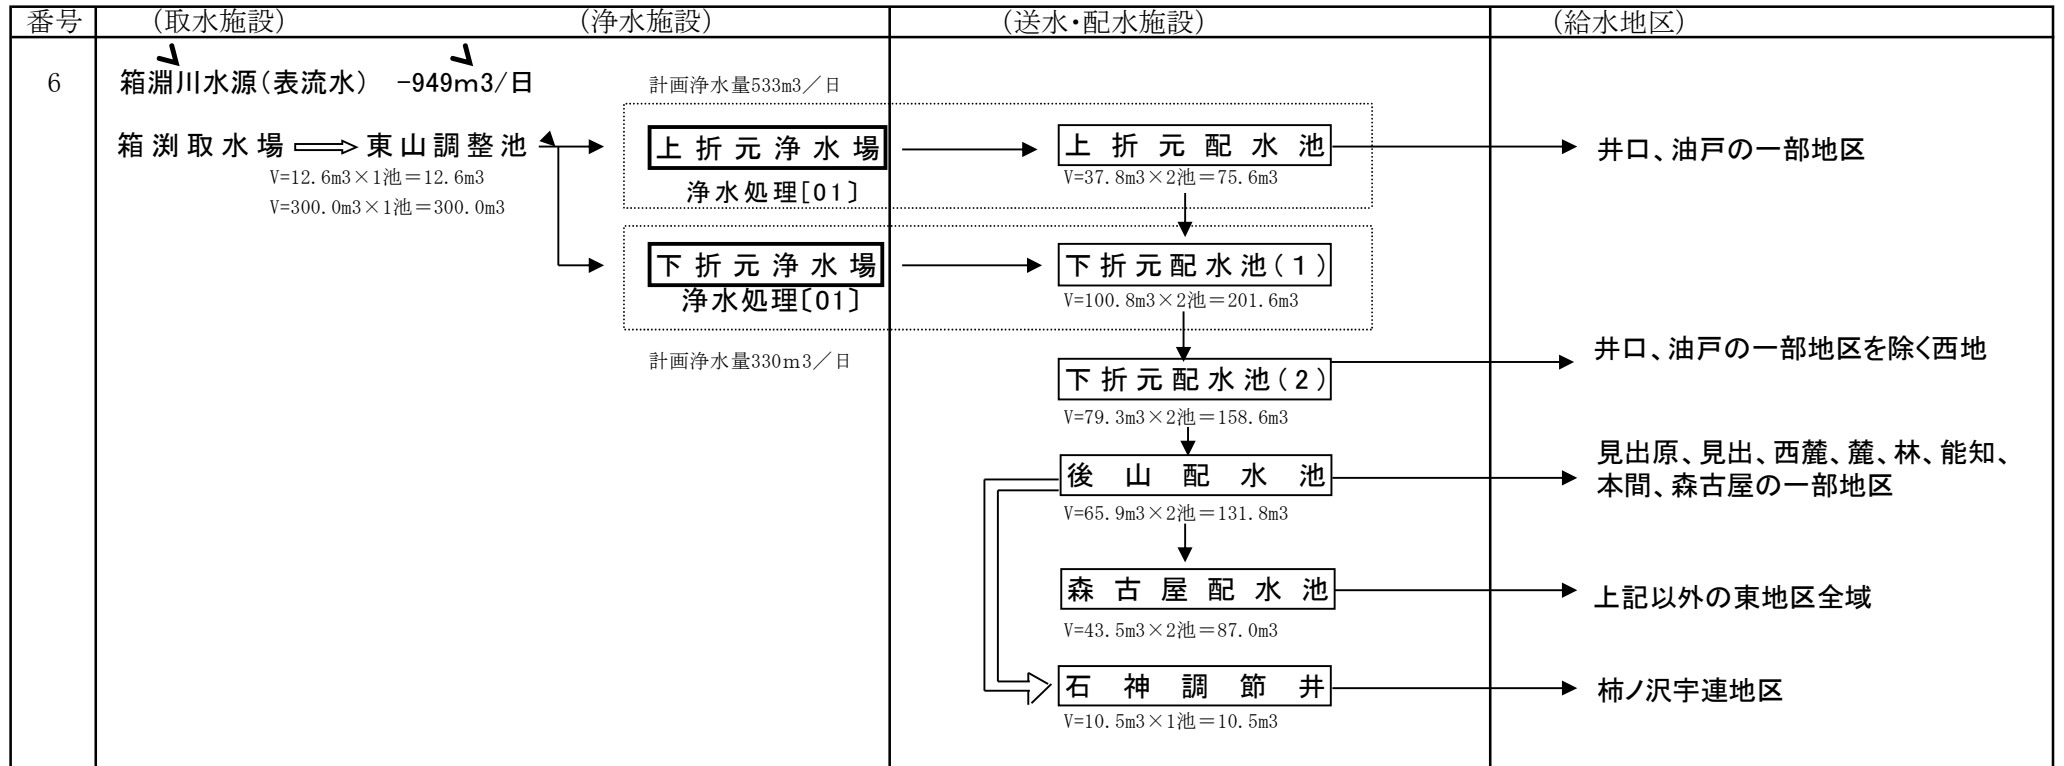 番号 (取水施設) (浄水施設) (送水・配水施設) (給水地区)
6 箱淵川水源(表流水) -949m3/日
計画浄水量533m3/日
箱渕取水場 東山調整池 上折元浄水場 上折元配水池 井口、油戸の一部地区
V=12.6m3×1池=12.6m3
V=300.0m3×1池=300.0m3
浄水処理[01]
V=37.8m3×2池=75.6m3
下折元浄水場 下折元配水池(1)
浄水処理[01]
V=100.8m3×2池=201.6m3
計画浄水量330m3/日
井口、油戸の一部地区を除く西地
下折元配水池(2)
V=79.3m3×2池=158.6m3
後山配水池
見出原、見出、西麓、麓、林、能知、
本間、森古屋の一部地区
V=65.9m3×2池=131.8m3
森古屋配水池 上記以外の東地区全域
V=43.5m3×2池=87.0m3
石神調節井 柿ノ沢宇連地区
V=10.5m3×1池=10.5m3